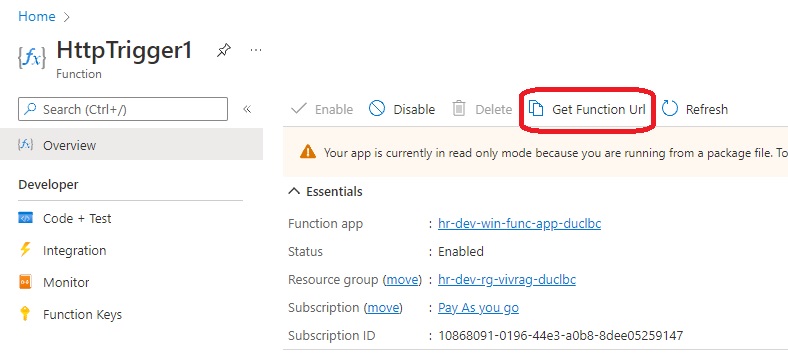 Home
HttpTrigger1
Function
Search (Ctrl+/)
Overview
Developer
Code + Test
Integration
Monitor
Function Keys
Enable Disable Delete Get Function Url Refresh
Your app is currently in read only mode because you are running from a package file. To
Essentials
Function app : hr-dev-win-func-app-duclbc
Status : Enabled
Resource group (move) : hr-dev-rg-vivrag-duclbc
Subscription (move) : Pay As you go
Subscription ID : 10868091-0196-44e3-a0b8-8dee05259147